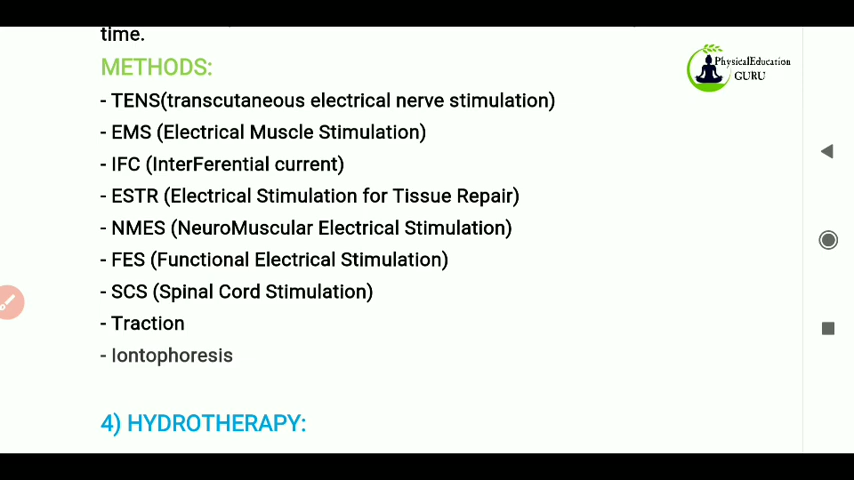 time.
METHODS:
PhysicalEducation
GURU
- TENS(transcutaneous electrical nerve stimulation)
- EMS (Electrical Muscle Stimulation)
- IFC (InterFerential current)
- ESTR (Electrical Stimulation for Tissue Repair)
- NMES (NeuroMuscular Electrical Stimulation)
- FES (Functional Electrical Stimulation)
- SCS (Spinal Cord Stimulation)
- Traction
- Iontophoresis
4) HYDROTHERAPY: